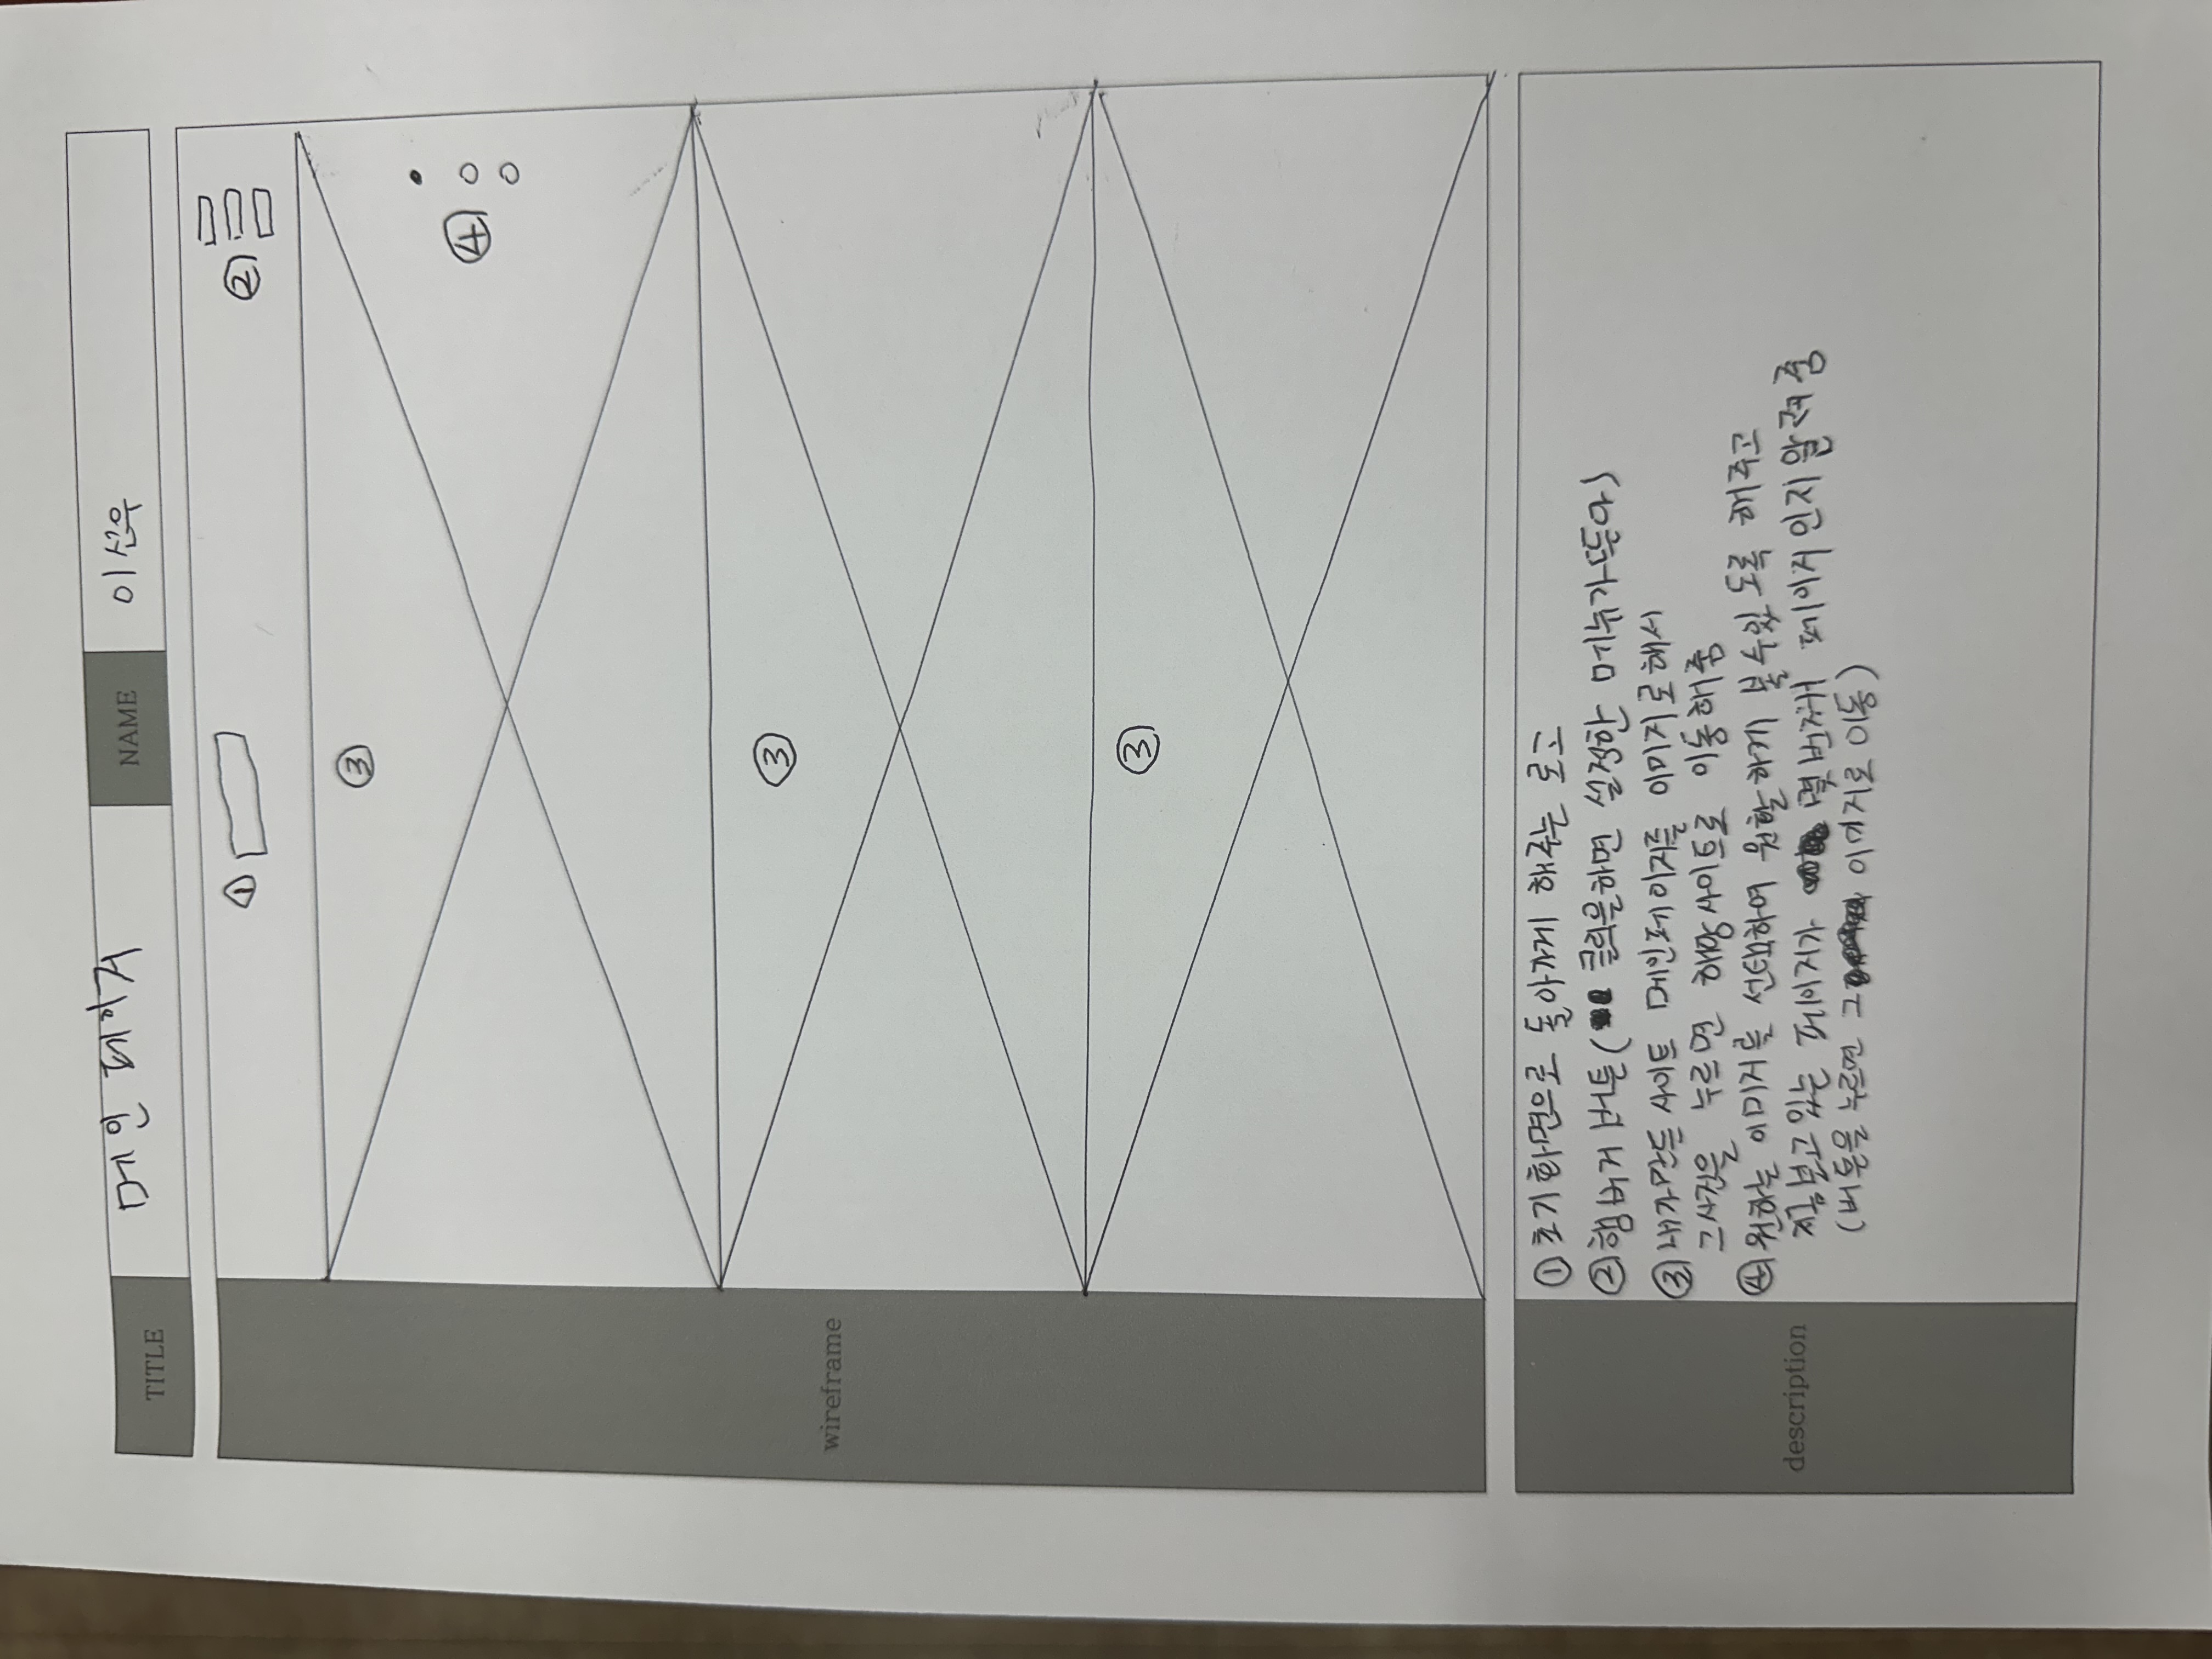 TITLE 메인 페이지 NAME 이선우
① ②
③
④
wireframe
③
③
① 초기화면으로 돌아가게 해주는 로고
② 햄버거 버튼( 클릭을하면 설정한 메뉴가뜬다)
③ 내가만든 사이트 메인페이지를 이미지로해서
그사진을 누르면 해당사이트로 이동해줌
④ 원하는 이미지를 선택하여 원할하게 볼수있도록 해주고
description
지금보고있는 페이지가 몇번째 페이지인지알려줌
(버튼을 누르면 그 이미지로 이동)